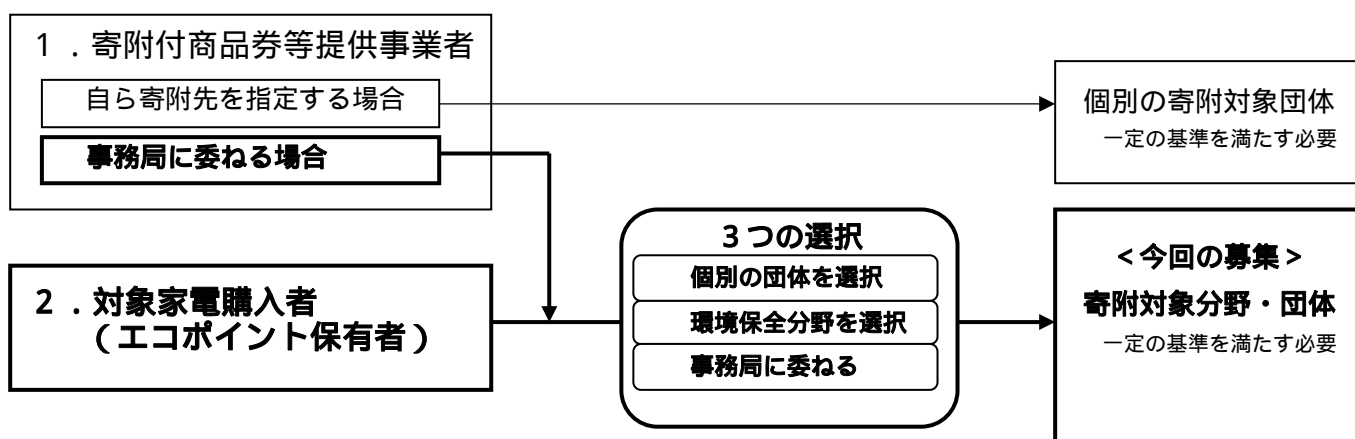 １．寄附付商品券等提供事業者
自ら寄附先を指定する場合
事務局に委ねる場合
個別の寄附対象団体
一定の基準を満たす必要
２．対象家電購入者
（エコポイント保有者）
３つの選択
個別の団体を選択
環境保全分野を選択
事務局に委ねる
＜今回の募集＞
寄附対象分野・団体
一定の基準を満たす必要